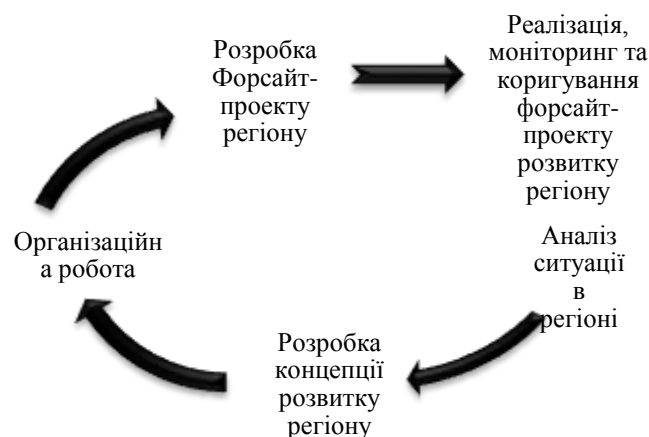 Розробка
Форсайт-
проекту
регіону
Реалізація,
моніторинг та
коригування
форсайт-
проекту
розвитку
регіону
Аналіз
ситуації
в
регіоні
Розробка
концепції
розвитку
регіону
Організаційн
а робота